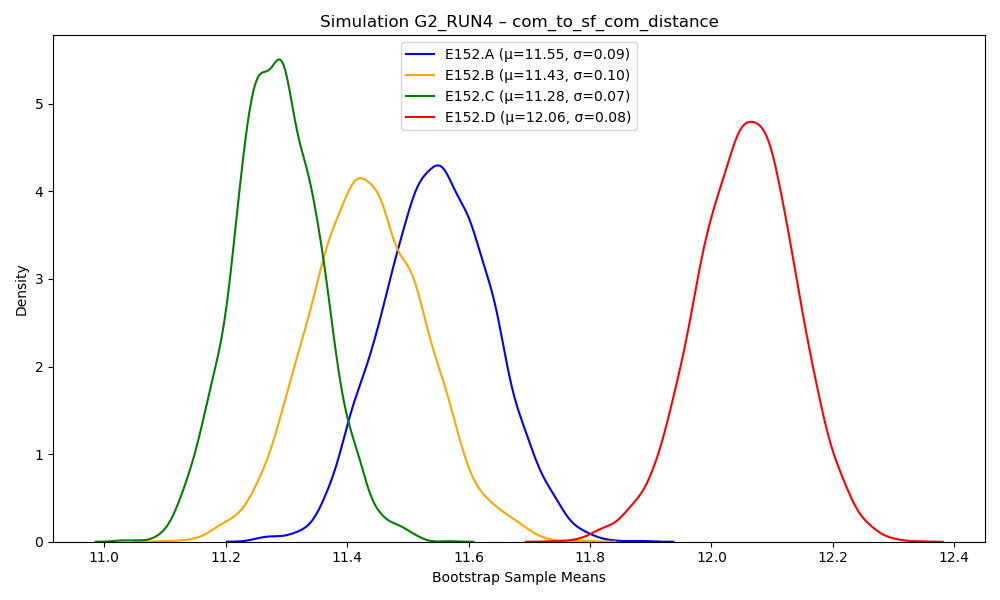 Simulation G2_RUN4 – com_to_sf_com_distance
E152.A (μ=11.55, σ=0.09)
E152.B (μ=11.43, σ=0.10)
E152.C (μ=11.28, σ=0.07)
E152.D (μ=12.06, σ=0.08)
Density
5
4
3
2
1
0
11.0 11.2 11.4 11.6 11.8 12.0 12.2 12.4
Bootstrap Sample Means